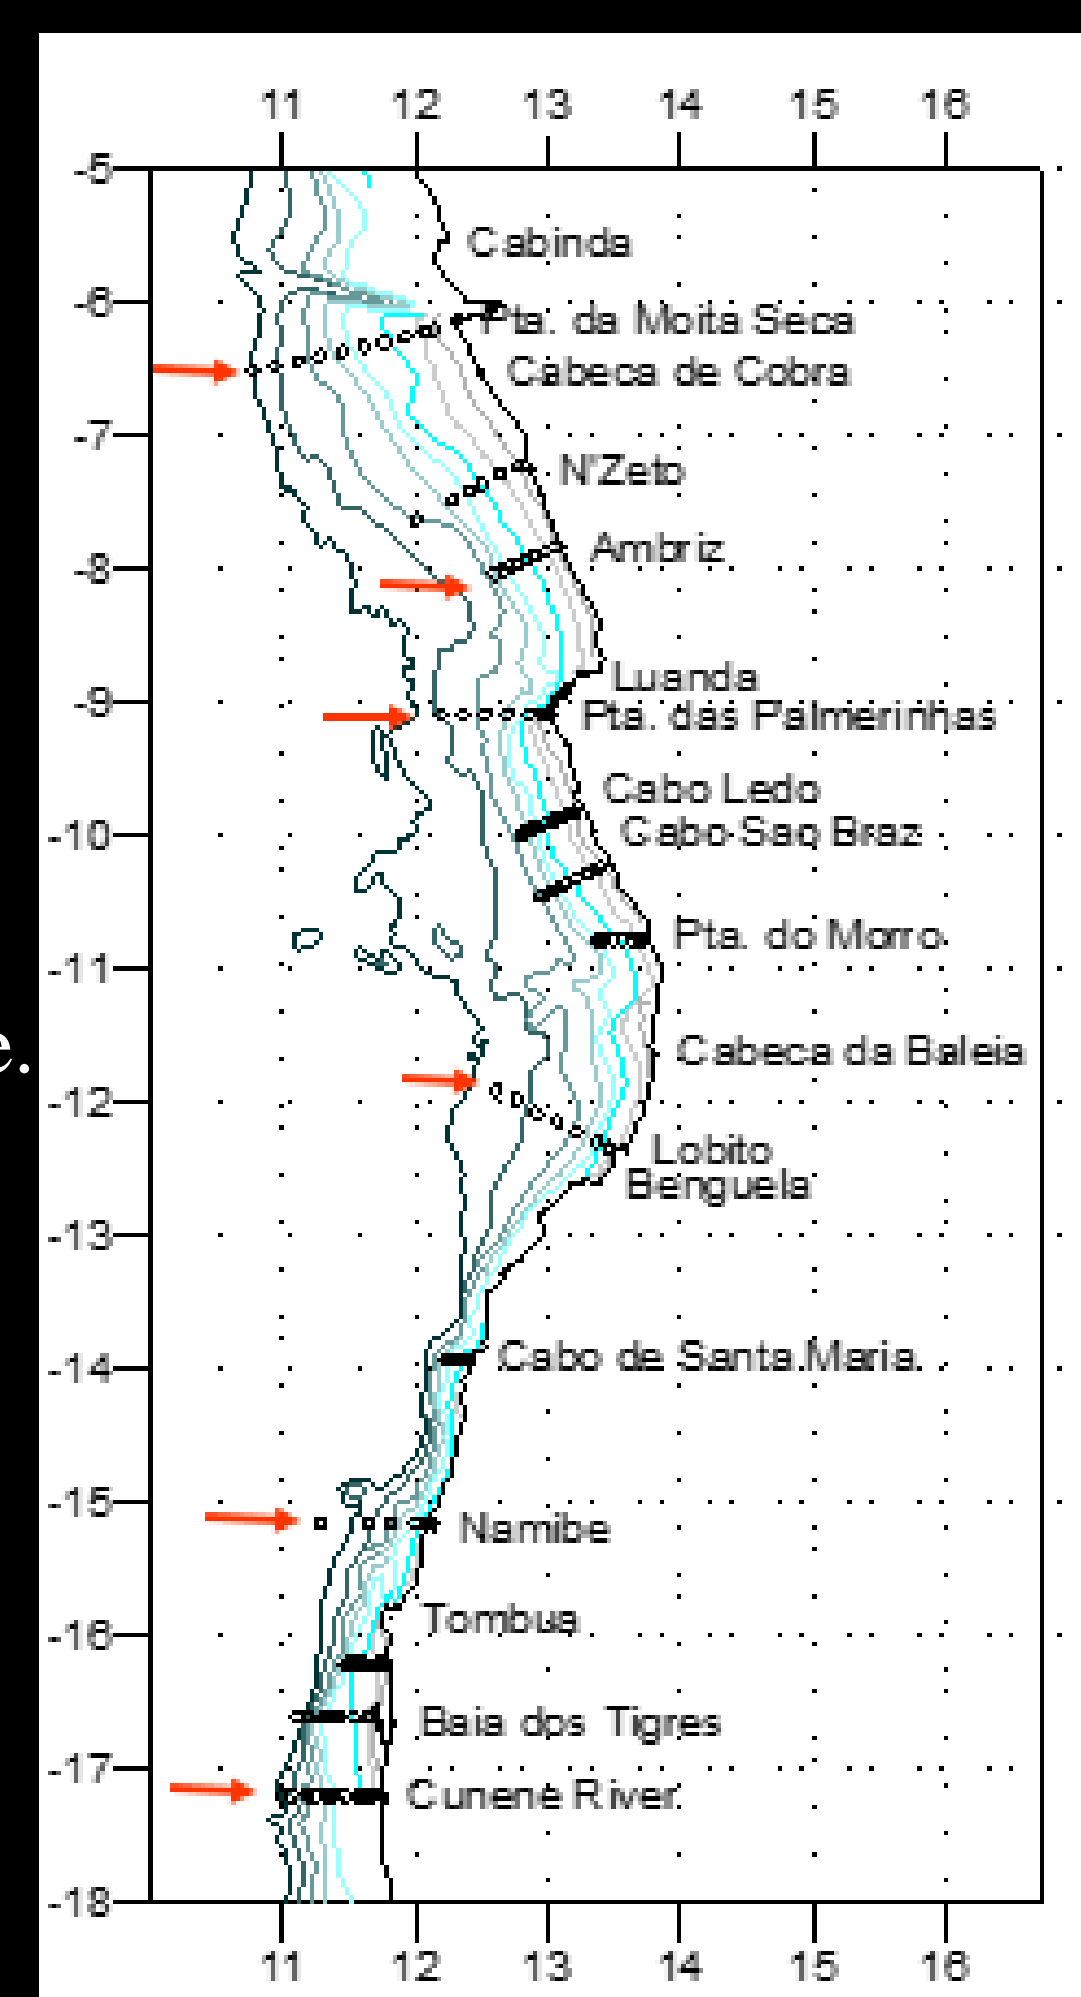 11 12 13 14 15 16
-5
Cabinda
-6
Pta. da Moita Seca
Cabeca de Cobra
-7
N'Zeto
Ambriz
-8
Luanda
-9
Pta. das Palmerinhas
Cabo Ledo
-10
Cabo Sao Braz
Pta. do Morro
-11
e.
Cabeca da Baleia
-12
Lobito
Benguela
-13
Cabo de Santa Maria
-14
-15
Namibe
Tombua
-16
Baia dos Tigres
-17
Cunene River
-18
11 12 13 14 15 16